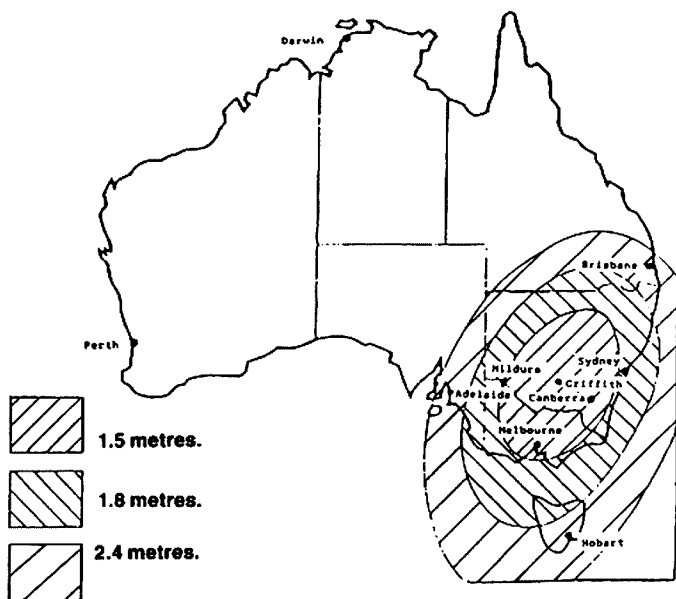 Darwin
Brisbane
Perth
Sydney
Mildura
Griffith
Adelaide
Canberra
Melbourne
1.5 metres.
1.8 metres.
2.4 metres.
Hobart